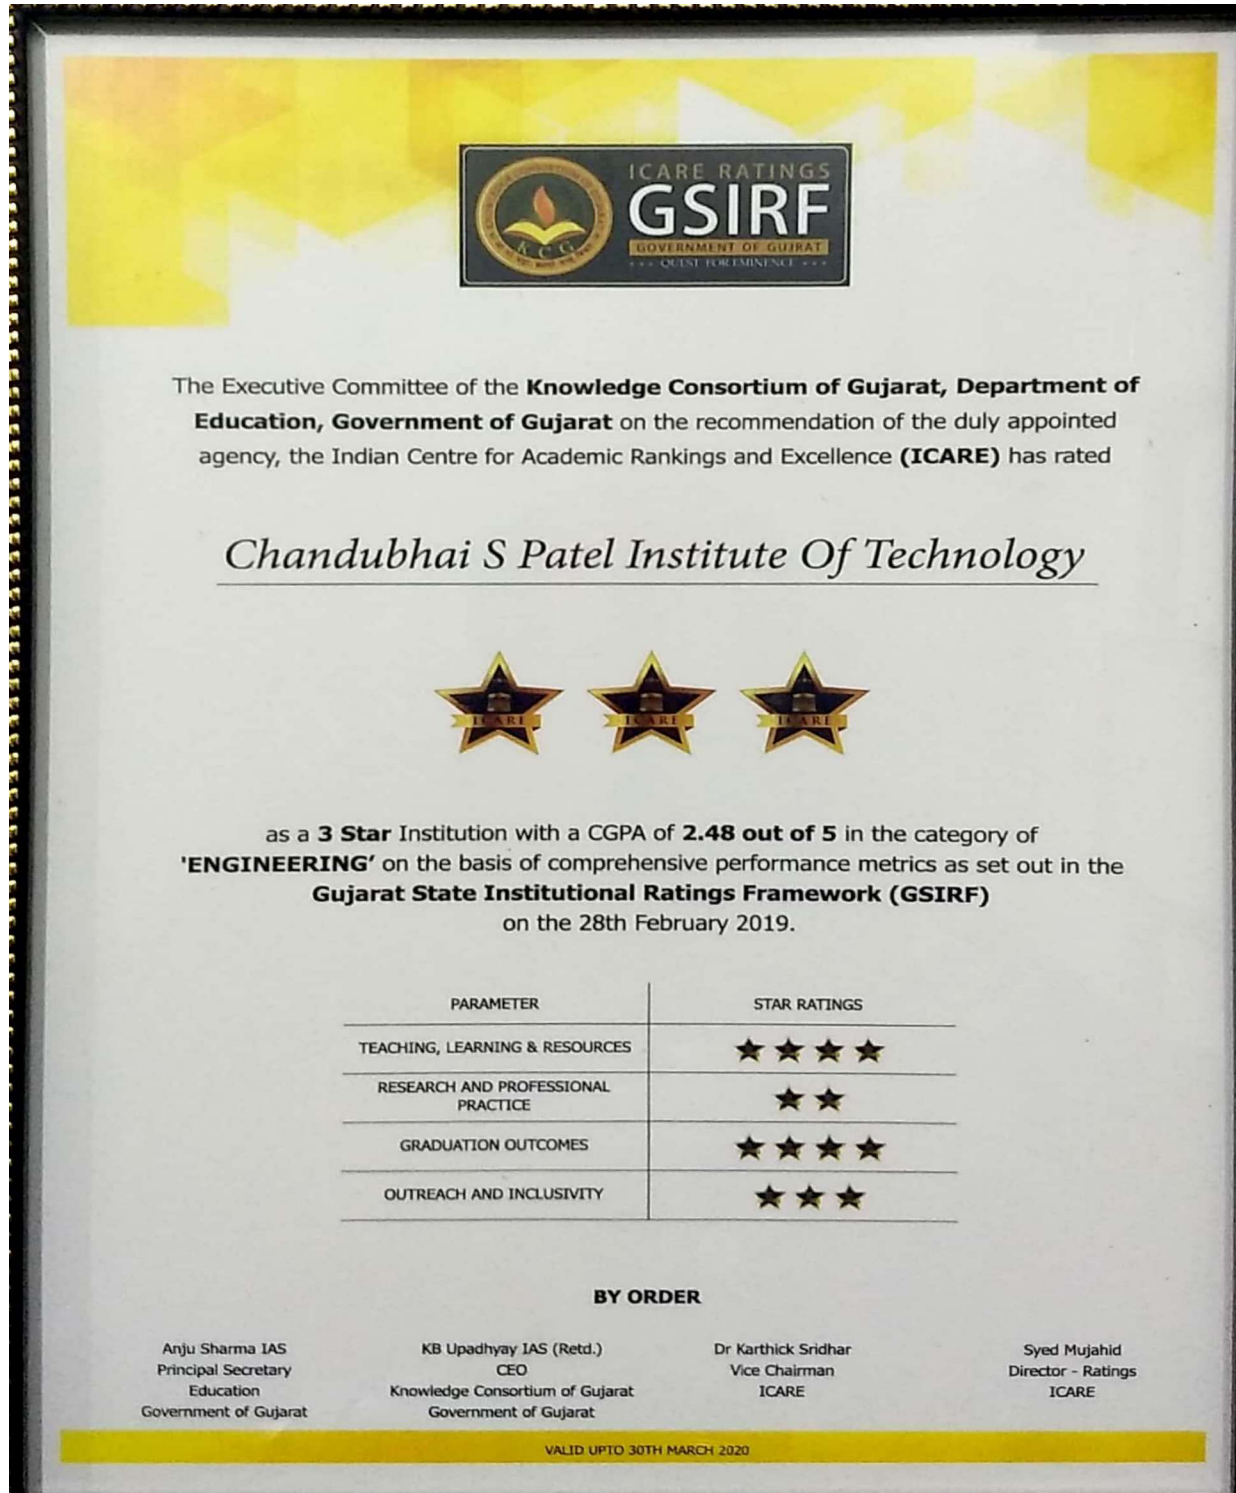 ICARE RATINGS
GSIRF
GOVERNMENT OF GUJRAT
QUEST FOR EMINENCE
KCG
The Executive Committee of the Knowledge Consortium of Gujarat, Department of
Education, Government of Gujarat on the recommendation of the duly appointed
agency, the Indian Centre for Academic Rankings and Excellence (ICARE) has rated
Chandubhai S Patel Institute Of Technology
ICARE ICARE ICARE
as a 3 Star Institution with a CGPA of 2.48 out of 5 in the category of
'ENGINEERING' on the basis of comprehensive performance metrics as set out in the
Gujarat State Institutional Ratings Framework (GSIRF)
on the 28th February 2019.
PARAMETER STAR RATINGS
TEACHING, LEARNING & RESOURCES
RESEARCH AND PROFESSIONAL
PRACTICE
GRADUATION OUTCOMES
OUTREACH AND INCLUSIVITY
BY ORDER
Anju Sharma IAS KB Upadhyay IAS (Retd.) Dr Karthick Sridhar Syed Mujahid
Principal Secretary CEO Vice Chairman Director - Ratings
Education Knowledge Consortium of Gujarat ICARE ICARE
Government of Gujarat Government of Gujarat
VALID UPTO 30TH MARCH 2020